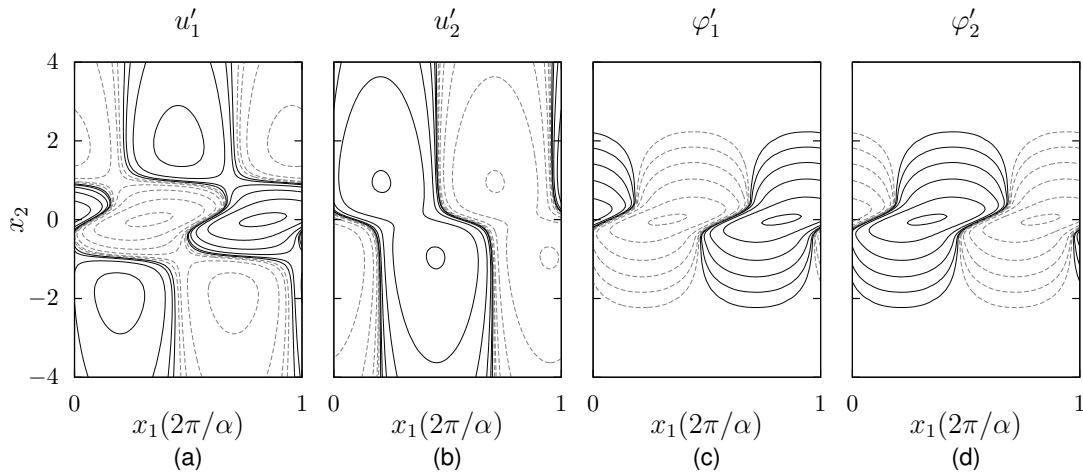 u′₁ u′₂ φ′₁ φ′₂
4
2
x₂ 0
−2
−4
0 1 0 1 0 1 0 1
x₁(2π/α) x₁(2π/α) x₁(2π/α) x₁(2π/α)
(a) (b) (c) (d)